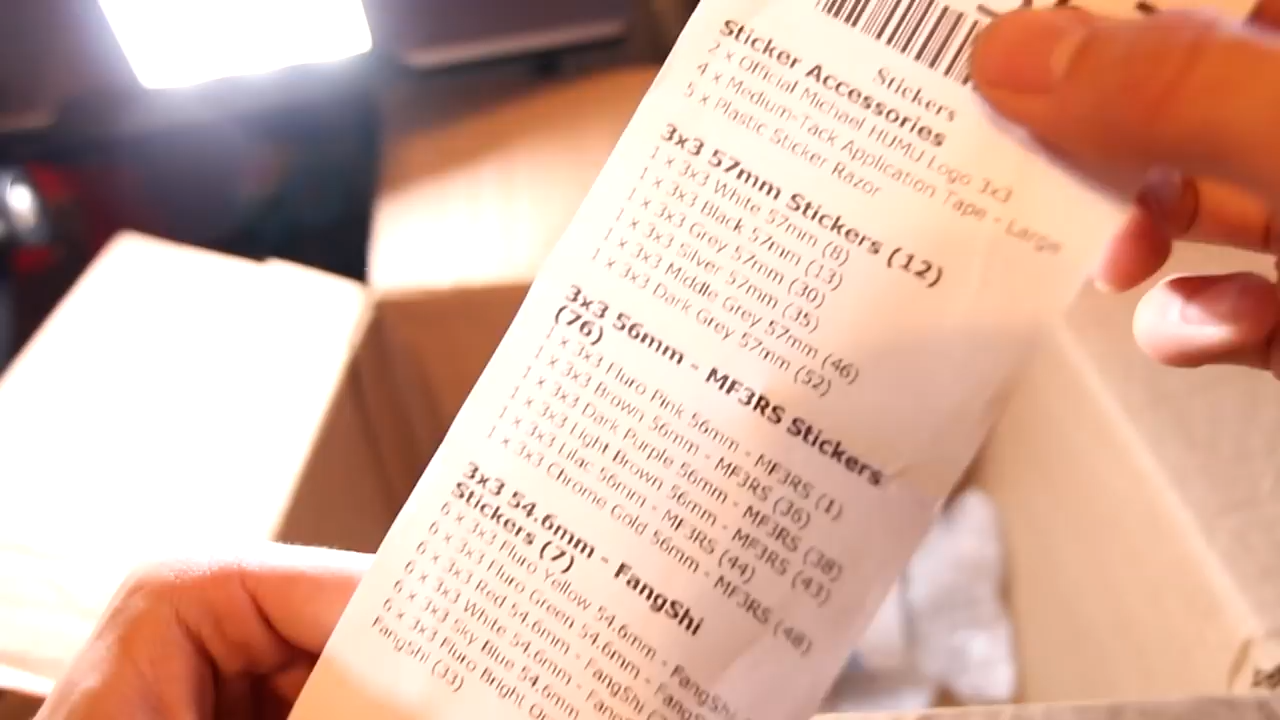 Stickers
Sticker Accessories
2 x Official Michael HUMU Logo 3x3
4 x Medium-Tack Application Tape - Large
5 x Plastic Sticker Razor
3x3 57mm Stickers (12)
1 x 3x3 White 57mm (8)
1 x 3x3 Black 57mm (13)
1 x 3x3 Grey 57mm (30)
1 x 3x3 Silver 57mm (35)
1 x 3x3 Middle Grey 57mm (46)
1 x 3x3 Dark Grey 57mm (52)
3x3 56mm - MF3RS Stickers
(76)
1 x 3x3 Fluro Pink 56mm - MF3RS (1)
1 x 3x3 Brown 56mm - MF3RS (36)
1 x 3x3 Dark Purple 56mm - MF3RS (38)
1 x 3x3 Light Brown 56mm - MF3RS (43)
1 x 3x3 Lilac 56mm - MF3RS (44)
1 x 3x3 Chrome Gold 56mm - MF3RS (48)
3x3 54.6mm - FangShi
Stickers (7)
6 x 3x3 Fluro Yellow 54.6mm - FangShi
6 x 3x3 Fluro Green 54.6mm - FangS
6 x 3x3 Red 54.6mm - FangShi
6 x 3x3 White 54.6mm - Fang
6 x 3x3 Sky Blue 54.6mm
6 x 3x3 Fluro Bright
FangShi (33)